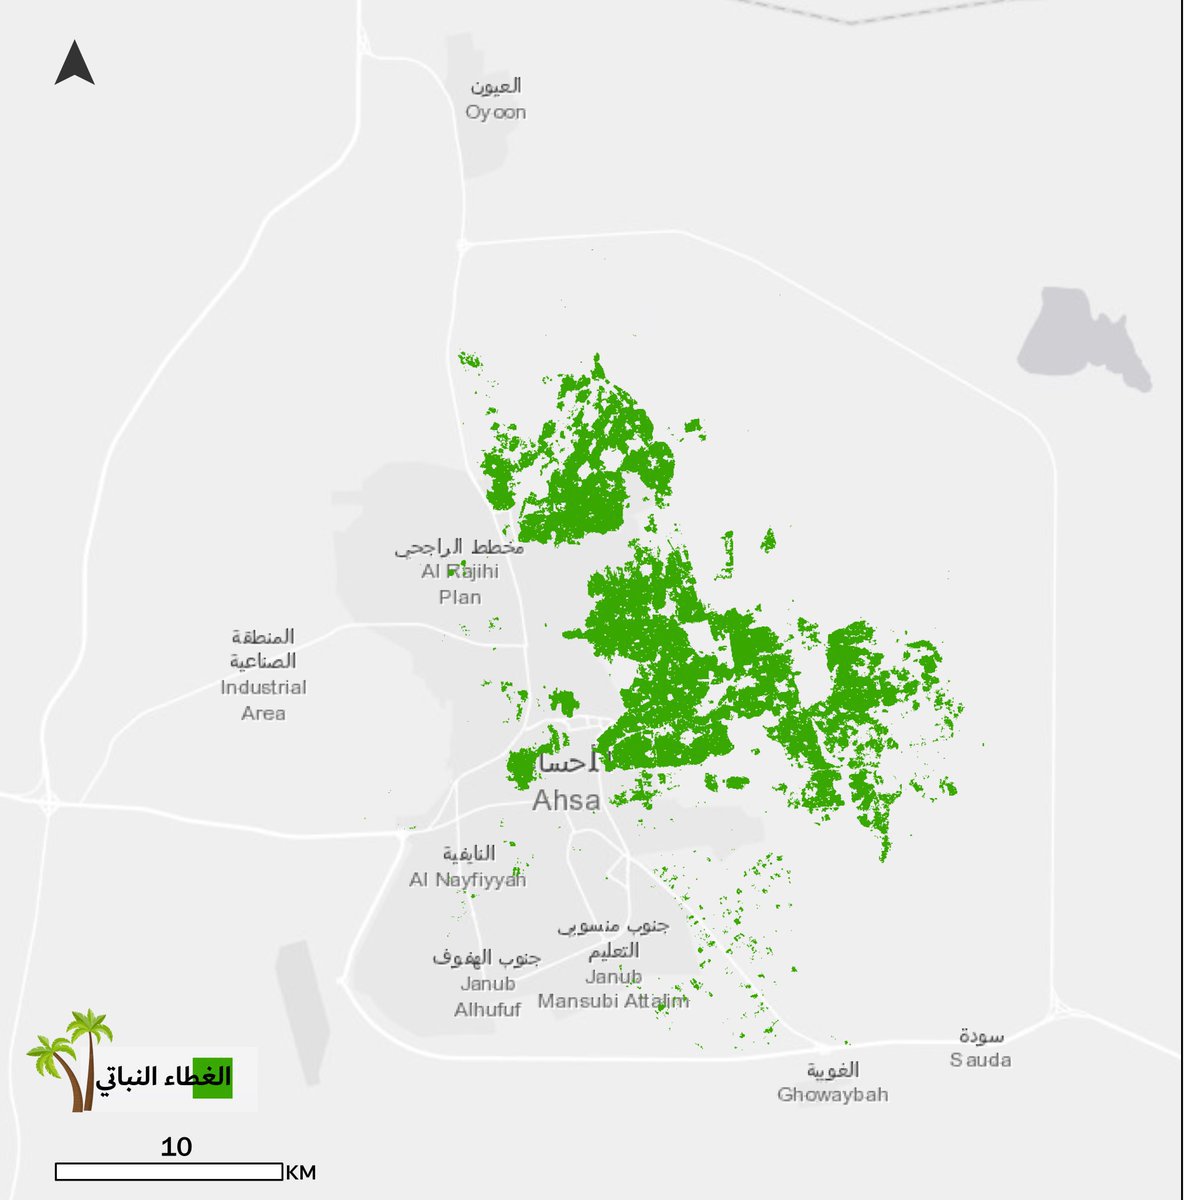 العيون
Oyoon
مخطط الراجحي
Al Rajihi
Plan
المنطقة
الصناعية
Industrial
Area
احسا
Ahsa
النايفية
Al Nayfiyyah
جنوب منسوبي
التعليم
Janub
Mansubi Attalim
جنوب الهفوف
Janub
Alhufuf
سودة
Sauda
الغويبة
Ghowaybah
الغطاء النباتي
10
KM